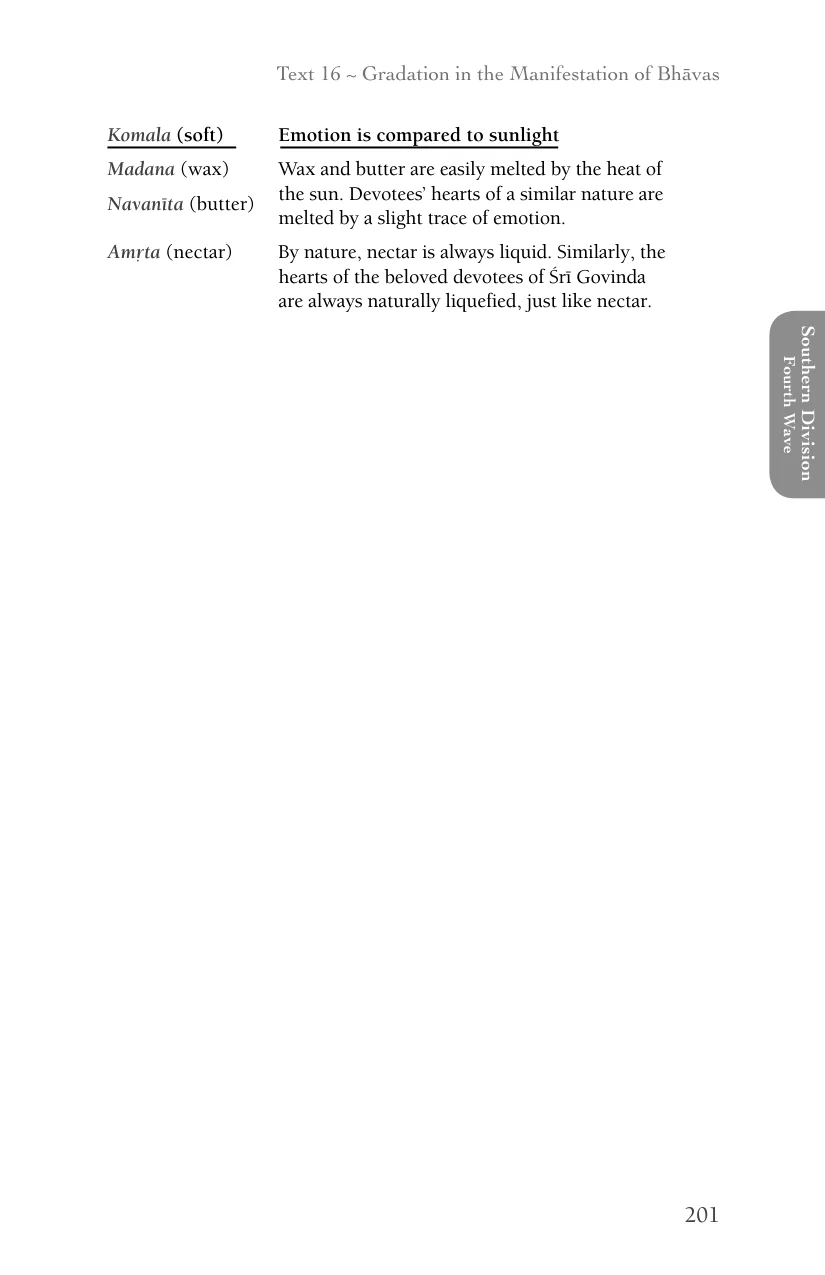 Text 16 ~ Gradation in the Manifestation of Bhāvas
Komala (soft) Emotion is compared to sunlight
Madana (wax) Wax and butter are easily melted by the heat of
the sun. Devotees’ hearts of a similar nature are
Navanīta (butter)
melted by a slight trace of emotion.
Amṛta (nectar) By nature, nectar is always liquid. Similarly, the
hearts of the beloved devotees of Śrī Govinda
are always naturally liquefied, just like nectar.
Southern Division
Fourth Wave
201